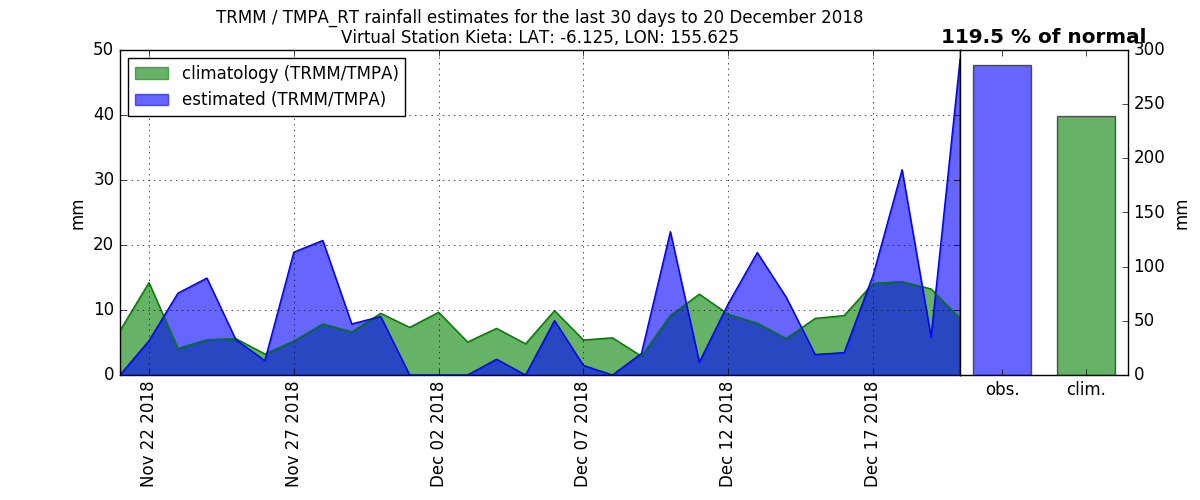 TRMM / TMPA_RT rainfall estimates for the last 30 days to 20 December 2018
Virtual Station Kieta: LAT: -6.125, LON: 155.625
119.5 % of normal
climatology (TRMM/TMPA)
estimated (TRMM/TMPA)
mm
50
40
30
20
10
0
Nov 22 2018
Nov 27 2018
Dec 02 2018
Dec 07 2018
Dec 12 2018
Dec 17 2018
obs.
clim.
300
250
200
150
100
50
0
mm